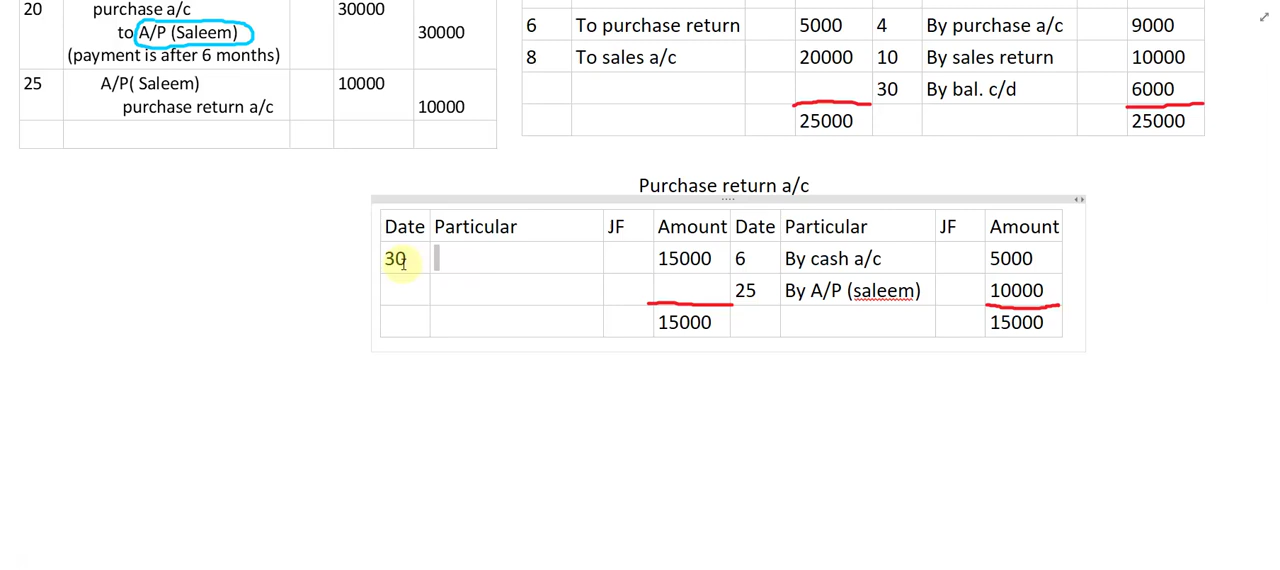 20 purchase a/c 30000
to A/P (Saleem) 30000
(payment is after 6 months)
25 A/P( Saleem) 10000
purchase return a/c 10000
6 To purchase return 5000 4 By purchase a/c 9000
8 To sales a/c 20000 10 By sales return 10000
30 By bal. c/d 6000
25000 25000
Purchase return a/c
Date Particular JF Amount Date Particular JF Amount
30 15000 6 By cash a/c 5000
25 By A/P (saleem) 10000
15000 15000